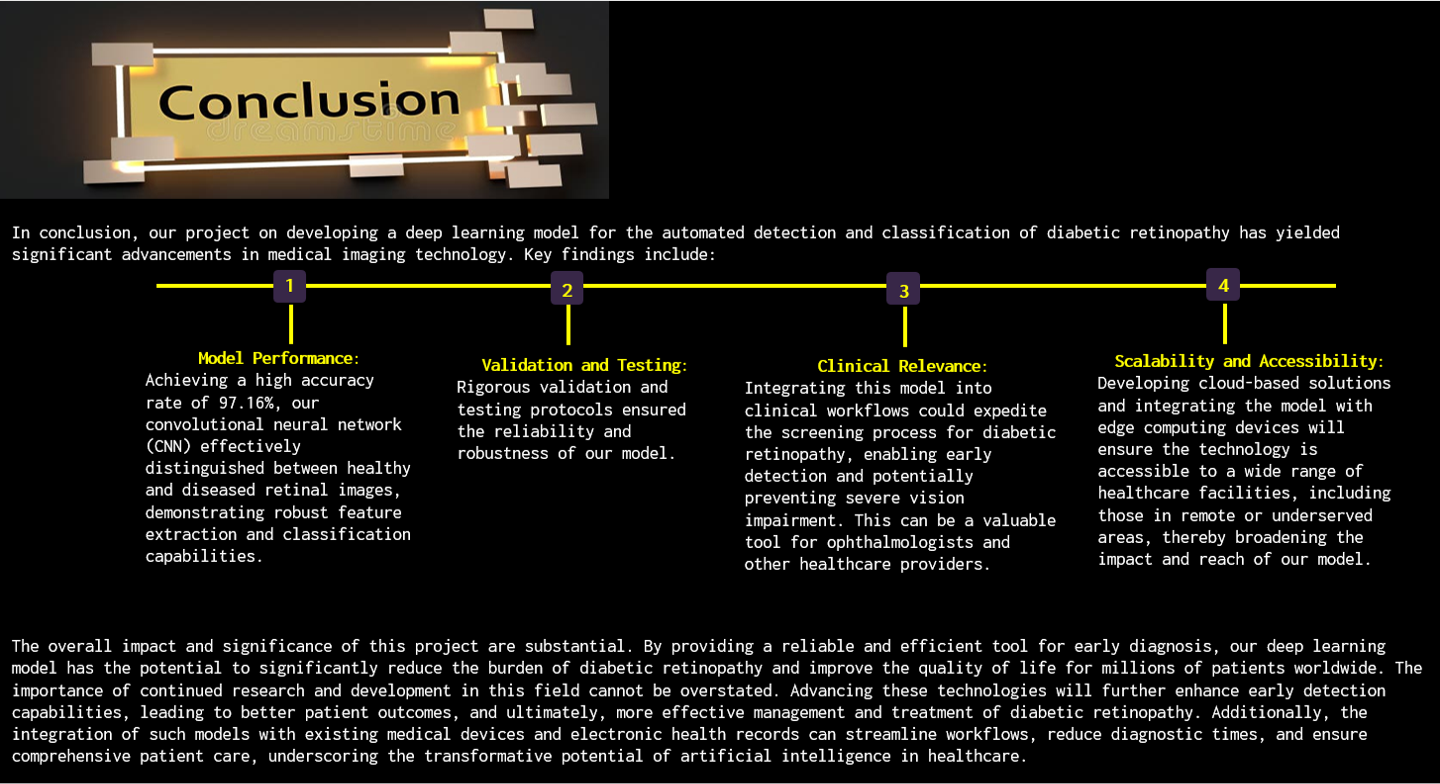 Conclusion
dreamstime
In conclusion, our project on developing a deep learning model for the automated detection and classification of diabetic retinopathy has yielded
significant advancements in medical imaging technology. Key findings include:
1
Model Performance:
Achieving a high accuracy
rate of 97.16%, our
convolutional neural network
(CNN) effectively
distinguished between healthy
and diseased retinal images,
demonstrating robust feature
extraction and classification
capabilities.
2
Validation and Testing:
Rigorous validation and
testing protocols ensured
the reliability and
robustness of our model.
3
Clinical Relevance:
Integrating this model into
clinical workflows could expedite
the screening process for diabetic
retinopathy, enabling early
detection and potentially
preventing severe vision
impairment. This can be a valuable
tool for ophthalmologists and
other healthcare providers.
4
Scalability and Accessibility:
Developing cloud-based solutions
and integrating the model with
edge computing devices will
ensure the technology is
accessible to a wide range of
healthcare facilities, including
those in remote or underserved
areas, thereby broadening the
impact and reach of our model.
The overall impact and significance of this project are substantial. By providing a reliable and efficient tool for early diagnosis, our deep learning
model has the potential to significantly reduce the burden of diabetic retinopathy and improve the quality of life for millions of patients worldwide. The
importance of continued research and development in this field cannot be overstated. Advancing these technologies will further enhance early detection
capabilities, leading to better patient outcomes, and ultimately, more effective management and treatment of diabetic retinopathy. Additionally, the
integration of such models with existing medical devices and electronic health records can streamline workflows, reduce diagnostic times, and ensure
comprehensive patient care, underscoring the transformative potential of artificial intelligence in healthcare.